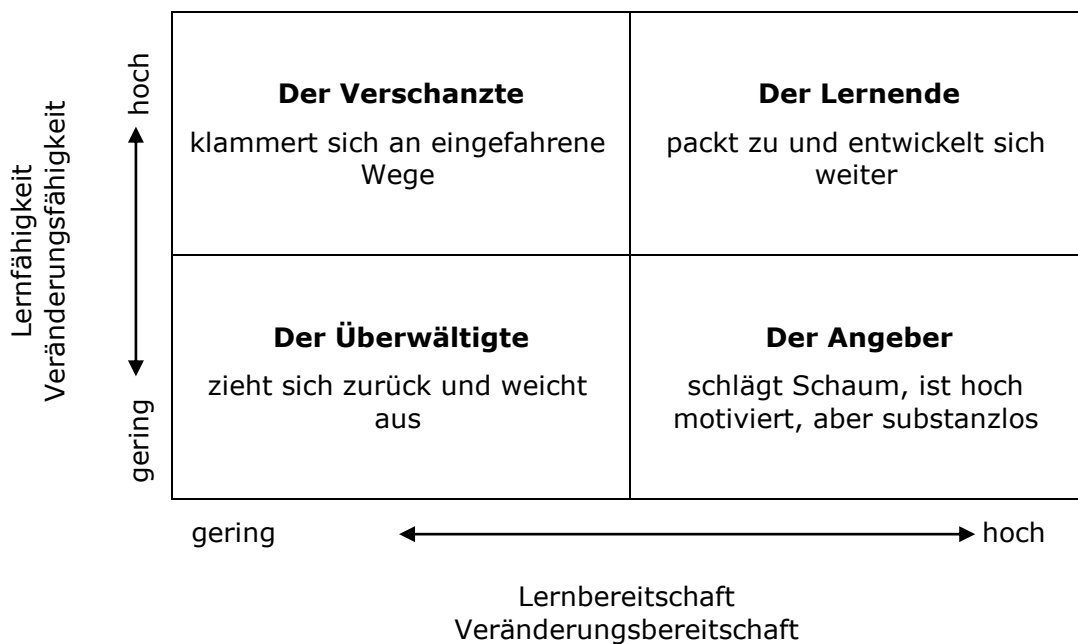 Lernfähigkeit
Veränderungsfähigkeit
hoch
gering
Der Verschanzte
klammert sich an eingefahrene
Wege
Der Lernende
packt zu und entwickelt sich
weiter
Der Überwältigte
zieht sich zurück und weicht
aus
Der Angeber
schlägt Schaum, ist hoch
motiviert, aber substanzlos
gering
hoch
Lernbereitschaft
Veränderungsbereitschaft